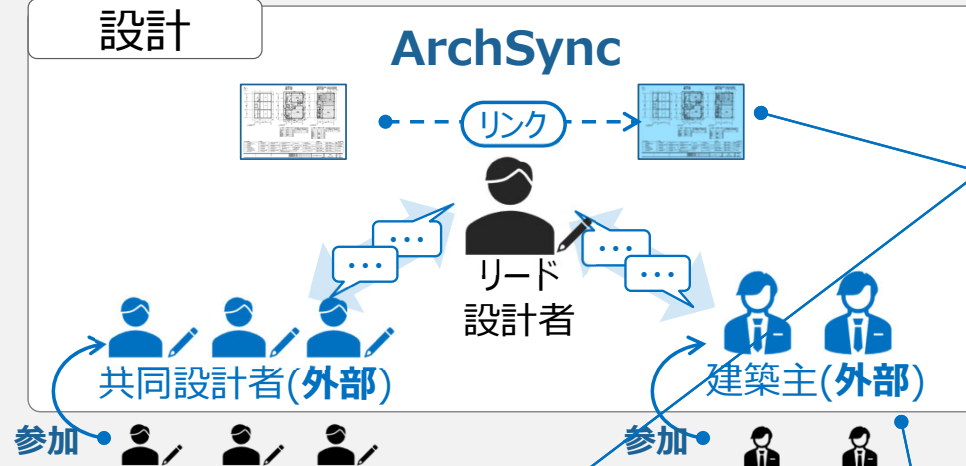 設計
ArchSync
リンク
リード
設計者
共同設計者(外部)
建築主(外部)
参加
参加